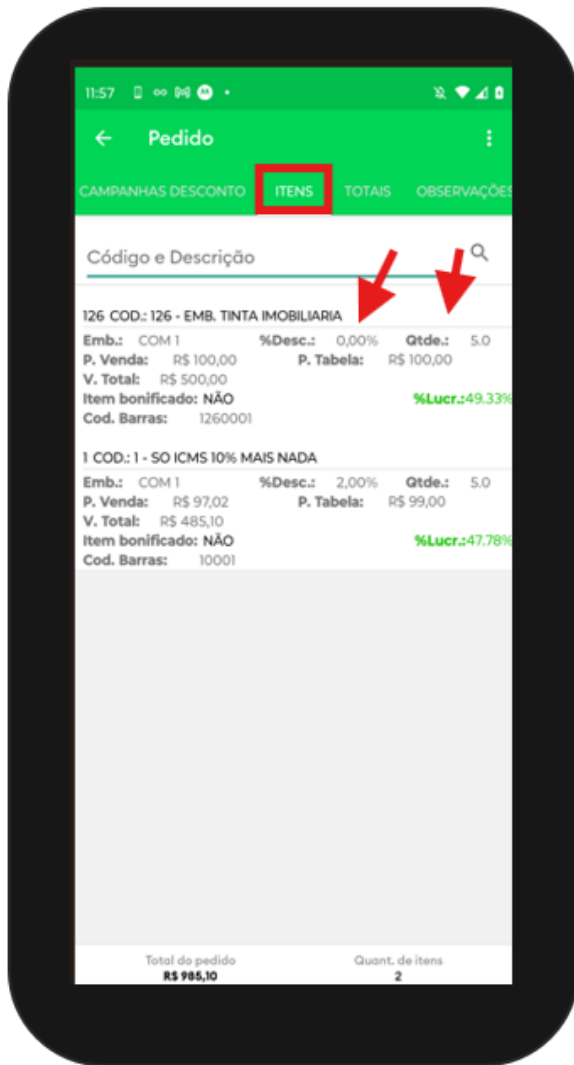 11:57
Pedido
CAMPANHAS DESCONTO ITENS TOTAIS OBSERVAÇÕES
Código e Descrição
126 COD.: 126 - EMB. TINTA IMOBILIARIA
Emb.: COM 1 %Desc.: 0,00% Qtde.: 5.0
P. Venda: R$ 100,00 P. Tabela: R$ 100,00
V. Total: R$ 500,00
Item bonificado: NÃO %Lucr.:49.33%
Cod. Barras: 1260001
1 COD.: 1 - SO ICMS 10% MAIS NADA
Emb.: COM 1 %Desc.: 2,00% Qtde.: 5.0
P. Venda: R$ 97,02 P. Tabela: R$ 99,00
V. Total: R$ 485,10
Item bonificado: NÃO %Lucr.:47.78%
Cod. Barras: 10001
Total do pedido Quant. de itens
R$ 985,10 2